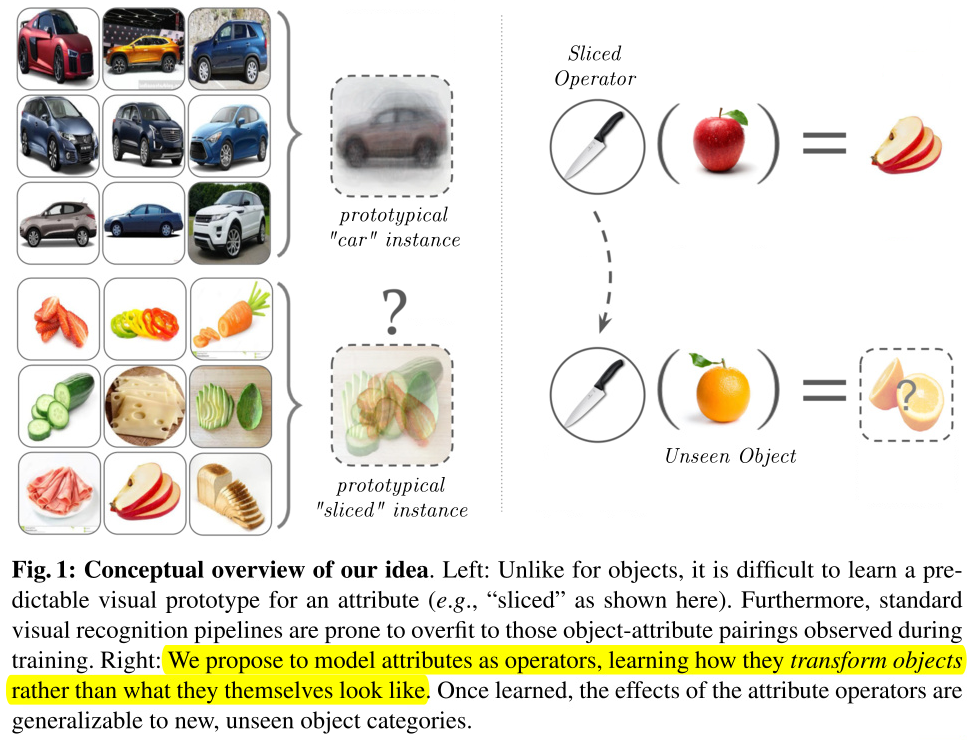 Sliced
Operator
prototypical
"car" instance
?
?
Unseen Object
prototypical
"sliced" instance
Fig. 1: Conceptual overview of our idea. Left: Unlike for objects, it is difficult to learn a pre-
dictable visual prototype for an attribute (e.g., “sliced” as shown here). Furthermore, standard
visual recognition pipelines are prone to overfit to those object-attribute pairings observed during
training. Right: We propose to model attributes as operators, learning how they transform objects
rather than what they themselves look like. Once learned, the effects of the attribute operators are
generalizable to new, unseen object categories.